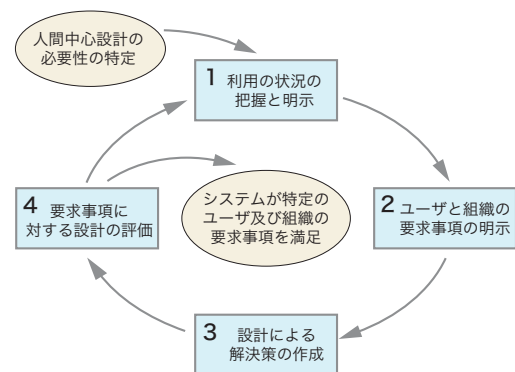 人間中心設計の
必要性の特定
1 利用の状況の
把握と明示
2 ユーザと組織の
要求事項の明示
3 設計による
解決策の作成
4 要求事項に
対する設計の評価
システムが特定の
ユーザ及び組織の
要求事項を満足